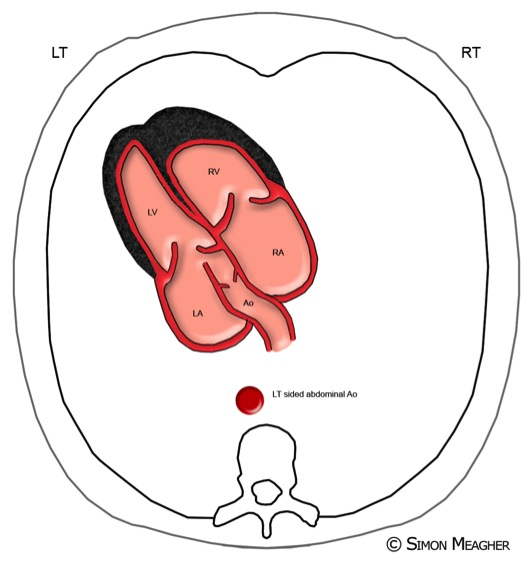 LT
RT
RV
LV
RA
LA
Ao
LT sided abdominal Ao
© Simon Meagher